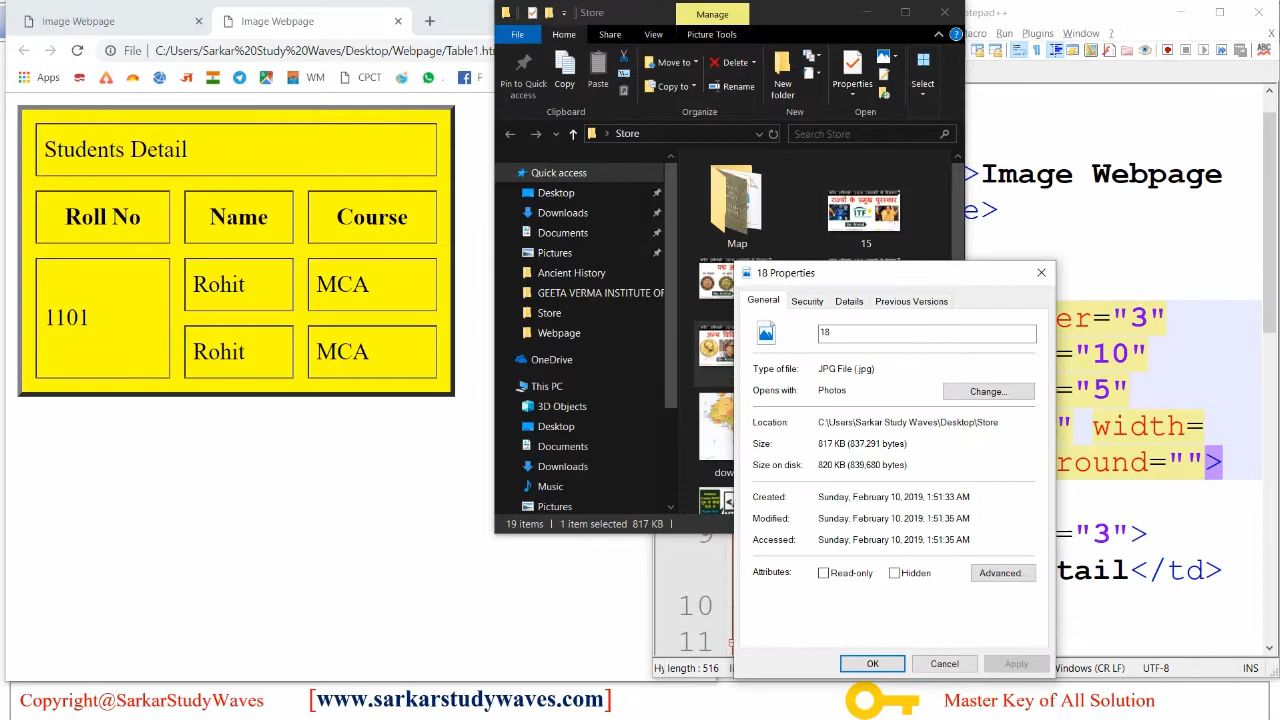 Image Webpage
Image Webpage
File
C:/Users/Sarkar%20Study%20Waves/Desktop/Webpage/Table1.htm
Apps
WM
CPCT
F
Students Detail
Roll No
Name
Course
1101
Rohit
MCA
Rohit
MCA
Store
Manage
File
Home
Share
View
Picture Tools
Pin to Quick access
Copy
Paste
Move to
Copy to
Delete
Rename
New folder
Properties
Select
Clipboard
Organize
New
Open
Store
Search Store
Quick access
Desktop
Downloads
Documents
Pictures
Ancient History
GEETA VERMA INSTITUTE OF
Store
Webpage
OneDrive
This PC
3D Objects
Desktop
Documents
Downloads
Music
Pictures
Map
राज्यों के प्रमुख पुरस्कार
ITF
15
dow
19 items
1 item selected 817 KB
18 Properties
General
Security
Details
Previous Versions
18
Type of file: JPG File (.jpg)
Opens with: Photos
Change...
Location: C:\Users\Sarkar Study Waves\Desktop\Store
Size: 817 KB (837,291 bytes)
Size on disk: 820 KB (839,680 bytes)
Created: Sunday, February 10, 2019, 1:51:33 AM
Modified: Sunday, February 10, 2019, 1:51:35 AM
Accessed: Sunday, February 10, 2019, 1:51:35 AM
Attributes:
Read-only
Hidden
Advanced...
OK
Cancel
Apply
otepad++
acro Run Plugins Window ?
>Image Webpage
e>
er="3"
="10"
="5"
" width=
round="">
="3">
tail</td>
9
10
11
Hy length : 516
Windows (CR LF)
UTF-8
INS
Copyright@SarkarStudyWaves
[www.sarkarstudywaves.com]
Master Key of All Solution